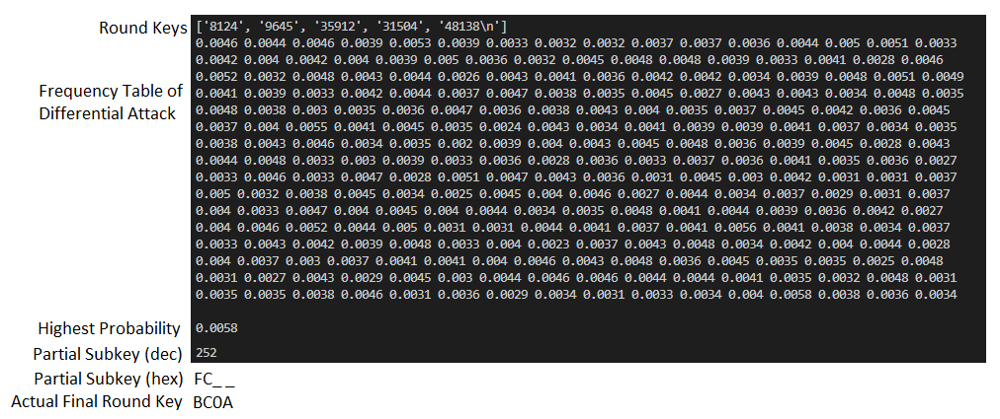 Round Keys ['8124', '9645', '35912', '31504', '48138\n']
0.0046 0.0044 0.0046 0.0039 0.0053 0.0039 0.0033 0.0032 0.0032 0.0037 0.0037 0.0036 0.0044 0.005 0.0051 0.0033
0.0042 0.004 0.0042 0.004 0.0039 0.005 0.0036 0.0032 0.0045 0.0048 0.0048 0.0039 0.0033 0.0041 0.0028 0.0046
0.0052 0.0032 0.0048 0.0043 0.0044 0.0026 0.0043 0.0041 0.0036 0.0042 0.0042 0.0034 0.0039 0.0048 0.0051 0.0049
Frequency Table of Differential Attack
0.0041 0.0039 0.0033 0.0042 0.0044 0.0037 0.0047 0.0038 0.0035 0.0045 0.0027 0.0043 0.0043 0.0034 0.0048 0.0035
0.0048 0.0038 0.003 0.0035 0.0036 0.0047 0.0036 0.0038 0.0043 0.004 0.0035 0.0037 0.0045 0.0042 0.0036 0.0045
0.0037 0.004 0.0055 0.0041 0.0045 0.0035 0.0024 0.0043 0.0034 0.0041 0.0039 0.0039 0.0041 0.0037 0.0034 0.0035
0.0038 0.0043 0.0046 0.0034 0.0035 0.002 0.0039 0.004 0.0043 0.0045 0.0048 0.0036 0.0039 0.0045 0.0028 0.0043
0.0044 0.0048 0.0033 0.003 0.0039 0.0033 0.0036 0.0028 0.0036 0.0033 0.0037 0.0036 0.0041 0.0035 0.0036 0.0027
0.0033 0.0046 0.0033 0.0047 0.0028 0.0051 0.0047 0.0043 0.0036 0.0031 0.0045 0.003 0.0042 0.0031 0.0031 0.0037
0.005 0.0032 0.0038 0.0045 0.0034 0.0025 0.0045 0.004 0.0046 0.0027 0.0044 0.0034 0.0037 0.0029 0.0031 0.0037
0.004 0.0033 0.0047 0.004 0.0045 0.004 0.0044 0.0034 0.0035 0.0048 0.0041 0.0044 0.0039 0.0036 0.0042 0.0027
0.004 0.0046 0.0052 0.0044 0.005 0.0031 0.0031 0.0044 0.0041 0.0037 0.0041 0.0056 0.0041 0.0038 0.0034 0.0037
0.0033 0.0043 0.0042 0.0039 0.0048 0.0033 0.004 0.0023 0.0037 0.0043 0.0048 0.0034 0.0042 0.004 0.0044 0.0028
0.004 0.0037 0.003 0.0037 0.0041 0.0041 0.004 0.0046 0.0043 0.0048 0.0036 0.0045 0.0035 0.0035 0.0025 0.0048
0.0031 0.0027 0.0043 0.0029 0.0045 0.003 0.0044 0.0046 0.0046 0.0044 0.0044 0.0041 0.0035 0.0032 0.0048 0.0031
0.0035 0.0035 0.0038 0.0046 0.0031 0.0036 0.0029 0.0034 0.0031 0.0033 0.0034 0.004 0.0058 0.0038 0.0036 0.0034
Highest Probability 0.0058
Partial Subkey (dec) 252
Partial Subkey (hex) FC_ _
Actual Final Round Key BC0A